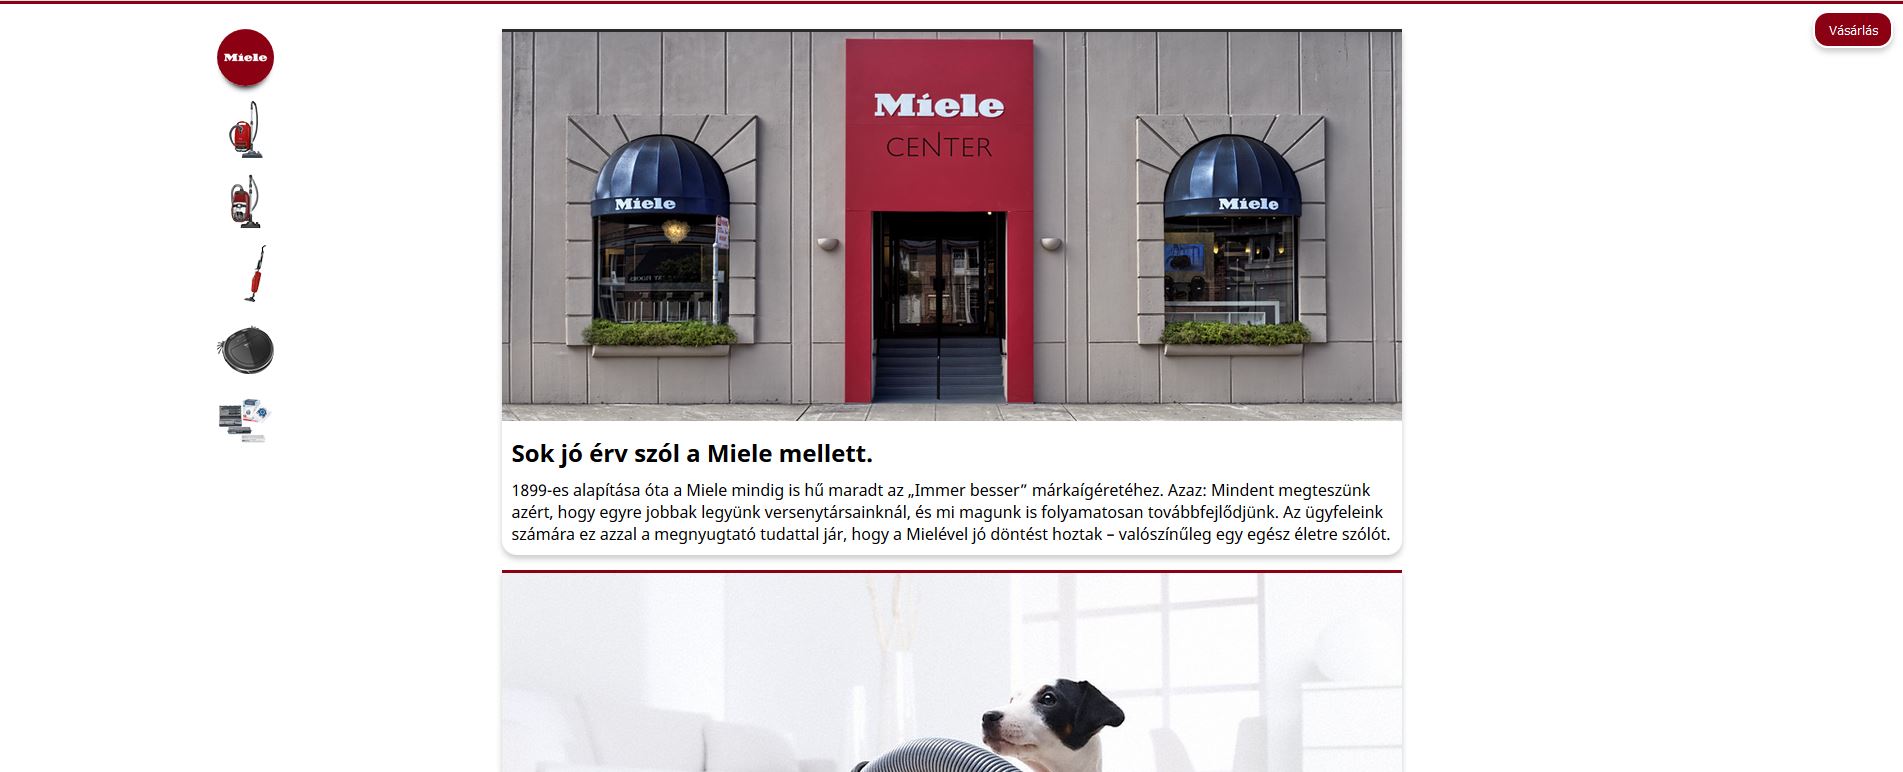 Vásárlás
Miele
Miele
CENTER
Miele
Miele
Sok jó érv szól a Miele mellett.
1899-es alapítása óta a Miele mindig is hű maradt az „Immer besser” márkaígéretéhez. Azaz: Mindent megteszünk
azért, hogy egyre jobbak legyünk versenytársainknál, és mi magunk is folyamatosan továbbfejlődjünk. Az ügyfeleink
számára ez azzal a megnyugtató tudattal jár, hogy a Mielével jó döntést hoztak – valószínűleg egy egész életre szólót.